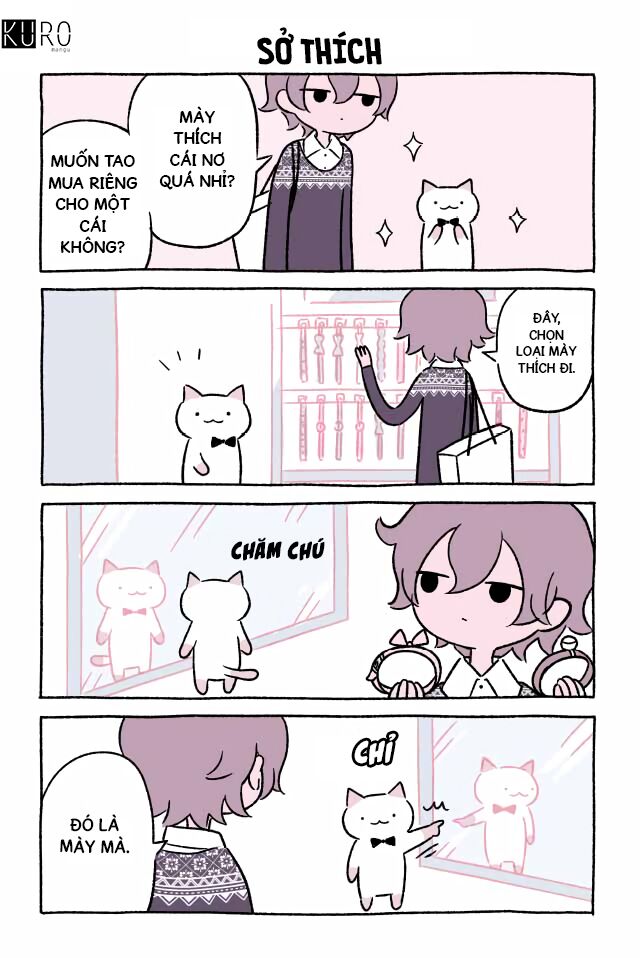 KURO
manga
SỞ THÍCH
MÀY
THÍCH
CÁI NƠ
QUÁ NHỈ?
MUỐN TAO
MUA RIÊNG
CHO MỘT
CÁI
KHÔNG?
ĐÂY,
CHỌN
LOẠI MÀY
THÍCH ĐI.
CHĂM CHÚ
CHỈ
ĐÓ LÀ
MÀY MÀ.